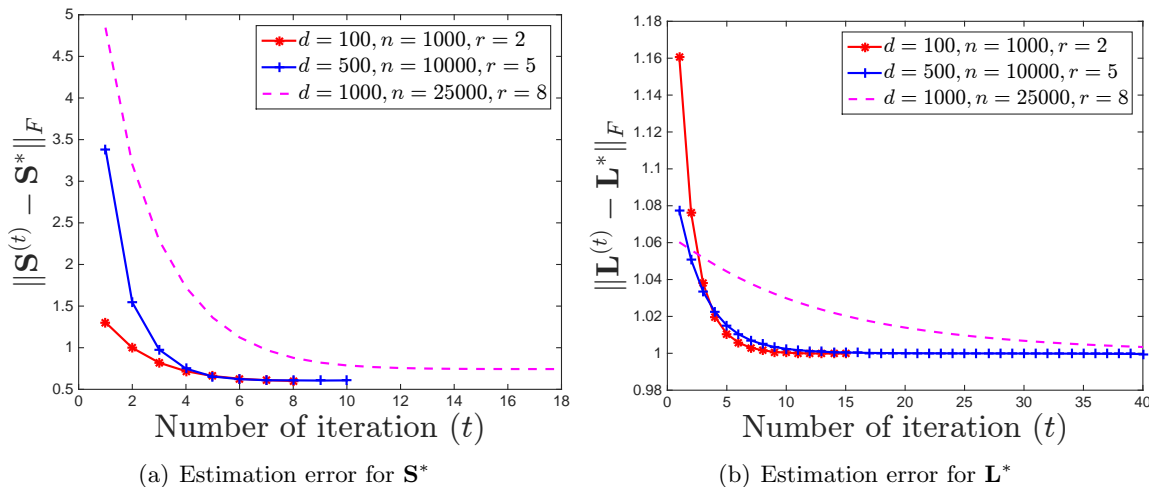 5
4.5
4
3.5
3
2.5
2
1.5
1
0.5
0 2 4 6 8 10 12 14 16 18
‖S^(t) − S*‖_F
Number of iteration (t)
d = 100, n = 1000, r = 2
d = 500, n = 10000, r = 5
d = 1000, n = 25000, r = 8
(a) Estimation error for S*
1.18
1.16
1.14
1.12
1.1
1.08
1.06
1.04
1.02
1
0.98
0 5 10 15 20 25 30 35 40
‖L^(t) − L*‖_F
Number of iteration (t)
d = 100, n = 1000, r = 2
d = 500, n = 10000, r = 5
d = 1000, n = 25000, r = 8
(b) Estimation error for L*